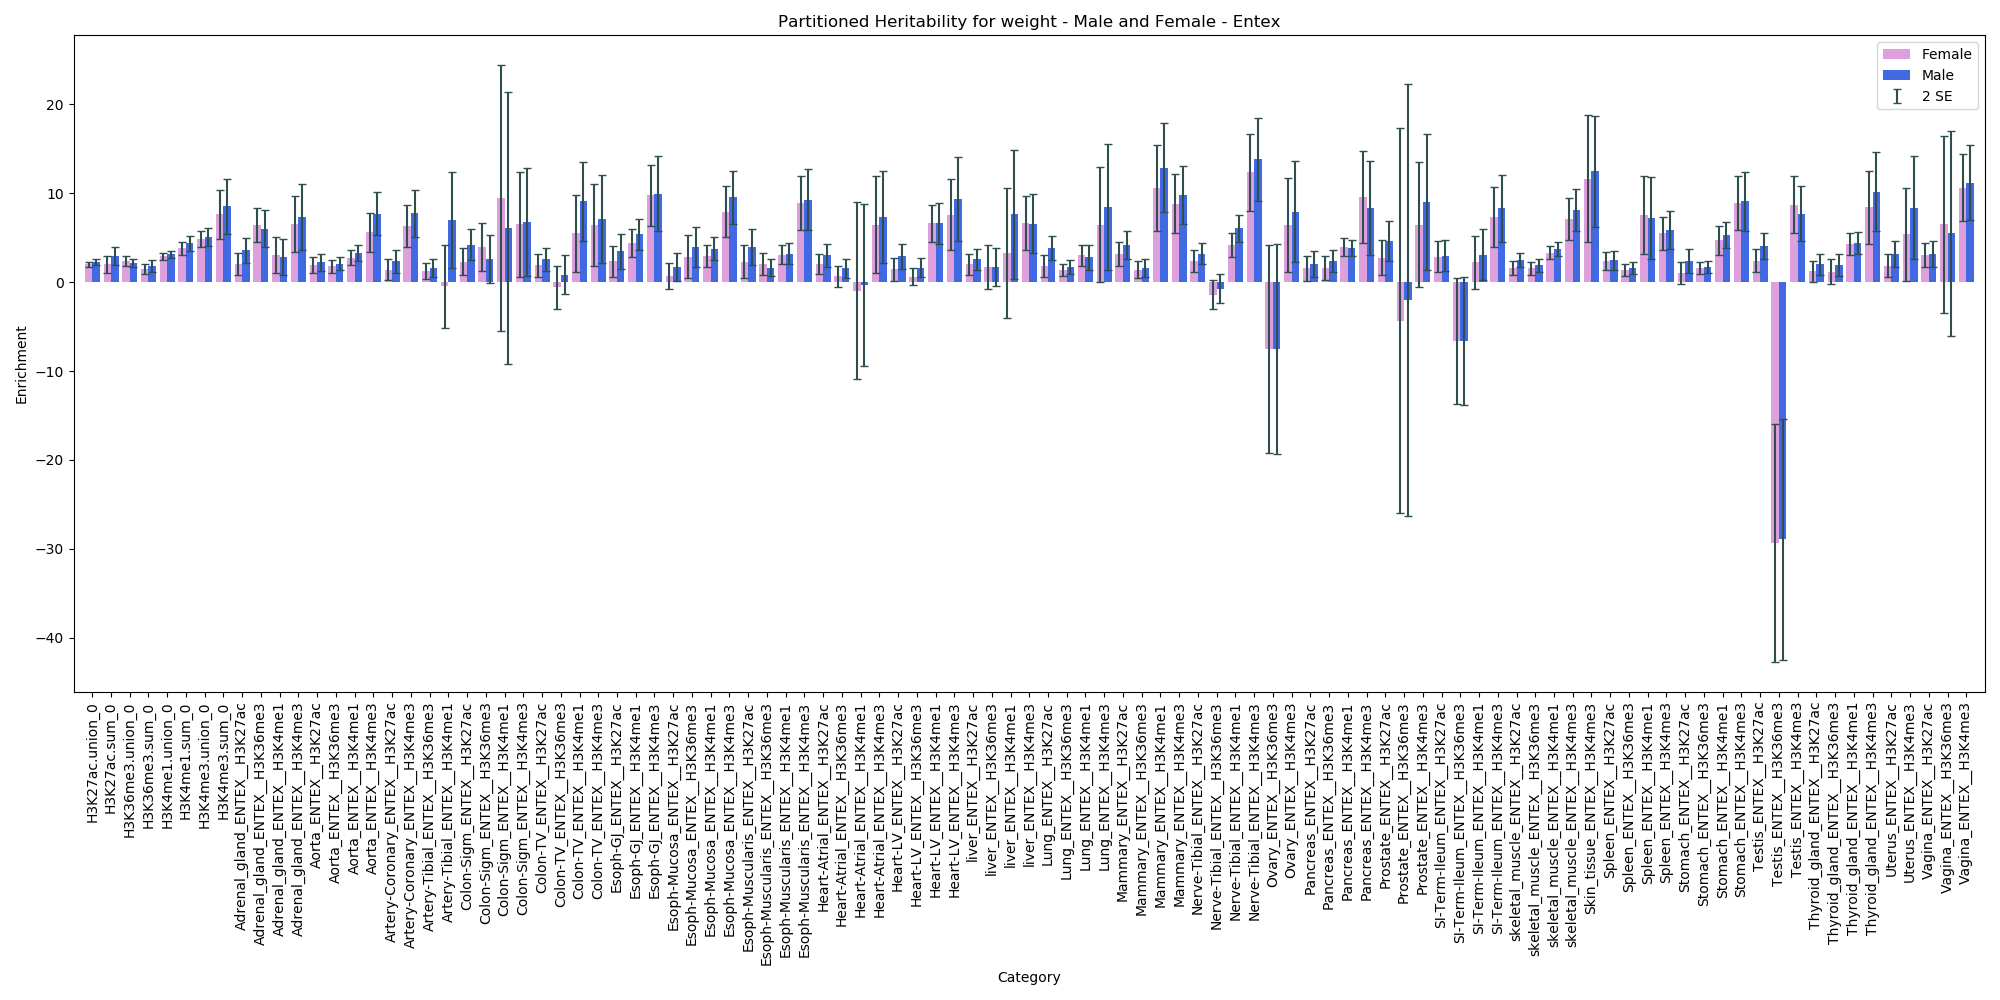 Partitioned Heritability for weight - Male and Female - Entex
Female
Male
2 SE
Enrichment
20
10
0
−10
−20
−30
−40
H3K27ac.union_0
H3K27ac.sum_0
H3K36me3.union_0
H3K36me3.sum_0
H3K4me1.union_0
H3K4me1.sum_0
H3K4me3.union_0
H3K4me3.sum_0
Adrenal_gland_ENTEX__H3K27ac
Adrenal_gland_ENTEX__H3K36me3
Adrenal_gland_ENTEX__H3K4me1
Adrenal_gland_ENTEX__H3K4me3
Aorta_ENTEX__H3K27ac
Aorta_ENTEX__H3K36me3
Aorta_ENTEX__H3K4me1
Aorta_ENTEX__H3K4me3
Artery-Coronary_ENTEX__H3K27ac
Artery-Coronary_ENTEX__H3K4me3
Artery-Tibial_ENTEX__H3K36me3
Artery-Tibial_ENTEX__H3K4me1
Colon-Sigm_ENTEX__H3K27ac
Colon-Sigm_ENTEX__H3K36me3
Colon-Sigm_ENTEX__H3K4me1
Colon-Sigm_ENTEX__H3K4me3
Colon-TV_ENTEX__H3K27ac
Colon-TV_ENTEX__H3K36me3
Colon-TV_ENTEX__H3K4me1
Colon-TV_ENTEX__H3K4me3
Esoph-GJ_ENTEX__H3K27ac
Esoph-GJ_ENTEX__H3K4me1
Esoph-GJ_ENTEX__H3K4me3
Esoph-Mucosa_ENTEX__H3K27ac
Esoph-Mucosa_ENTEX__H3K36me3
Esoph-Mucosa_ENTEX__H3K4me1
Esoph-Mucosa_ENTEX__H3K4me3
Esoph-Muscularis_ENTEX__H3K27ac
Esoph-Muscularis_ENTEX__H3K36me3
Esoph-Muscularis_ENTEX__H3K4me1
Esoph-Muscularis_ENTEX__H3K4me3
Heart-Atrial_ENTEX__H3K27ac
Heart-Atrial_ENTEX__H3K36me3
Heart-Atrial_ENTEX__H3K4me1
Heart-Atrial_ENTEX__H3K4me3
Heart-LV_ENTEX__H3K27ac
Heart-LV_ENTEX__H3K36me3
Heart-LV_ENTEX__H3K4me1
Heart-LV_ENTEX__H3K4me3
liver_ENTEX__H3K27ac
liver_ENTEX__H3K36me3
liver_ENTEX__H3K4me1
liver_ENTEX__H3K4me3
Lung_ENTEX__H3K27ac
Lung_ENTEX__H3K36me3
Lung_ENTEX__H3K4me1
Lung_ENTEX__H3K4me3
Mammary_ENTEX__H3K27ac
Mammary_ENTEX__H3K36me3
Mammary_ENTEX__H3K4me1
Mammary_ENTEX__H3K4me3
Nerve-Tibial_ENTEX__H3K27ac
Nerve-Tibial_ENTEX__H3K36me3
Nerve-Tibial_ENTEX__H3K4me1
Nerve-Tibial_ENTEX__H3K4me3
Ovary_ENTEX__H3K36me3
Ovary_ENTEX__H3K4me3
Pancreas_ENTEX__H3K27ac
Pancreas_ENTEX__H3K36me3
Pancreas_ENTEX__H3K4me1
Pancreas_ENTEX__H3K4me3
Prostate_ENTEX__H3K27ac
Prostate_ENTEX__H3K36me3
Prostate_ENTEX__H3K4me3
SI-Term-Ileum_ENTEX__H3K27ac
SI-Term-Ileum_ENTEX__H3K36me3
SI-Term-Ileum_ENTEX__H3K4me1
SI-Term-Ileum_ENTEX__H3K4me3
skeletal_muscle_ENTEX__H3K27ac
skeletal_muscle_ENTEX__H3K36me3
skeletal_muscle_ENTEX__H3K4me1
skeletal_muscle_ENTEX__H3K4me3
Skin_tissue_ENTEX__H3K4me3
Spleen_ENTEX__H3K27ac
Spleen_ENTEX__H3K36me3
Spleen_ENTEX__H3K4me1
Spleen_ENTEX__H3K4me3
Stomach_ENTEX__H3K27ac
Stomach_ENTEX__H3K36me3
Stomach_ENTEX__H3K4me1
Stomach_ENTEX__H3K4me3
Testis_ENTEX__H3K27ac
Testis_ENTEX__H3K36me3
Testis_ENTEX__H3K4me3
Thyroid_gland_ENTEX__H3K27ac
Thyroid_gland_ENTEX__H3K36me3
Thyroid_gland_ENTEX__H3K4me1
Thyroid_gland_ENTEX__H3K4me3
Uterus_ENTEX__H3K27ac
Uterus_ENTEX__H3K4me3
Vagina_ENTEX__H3K27ac
Vagina_ENTEX__H3K36me3
Vagina_ENTEX__H3K4me3
Category